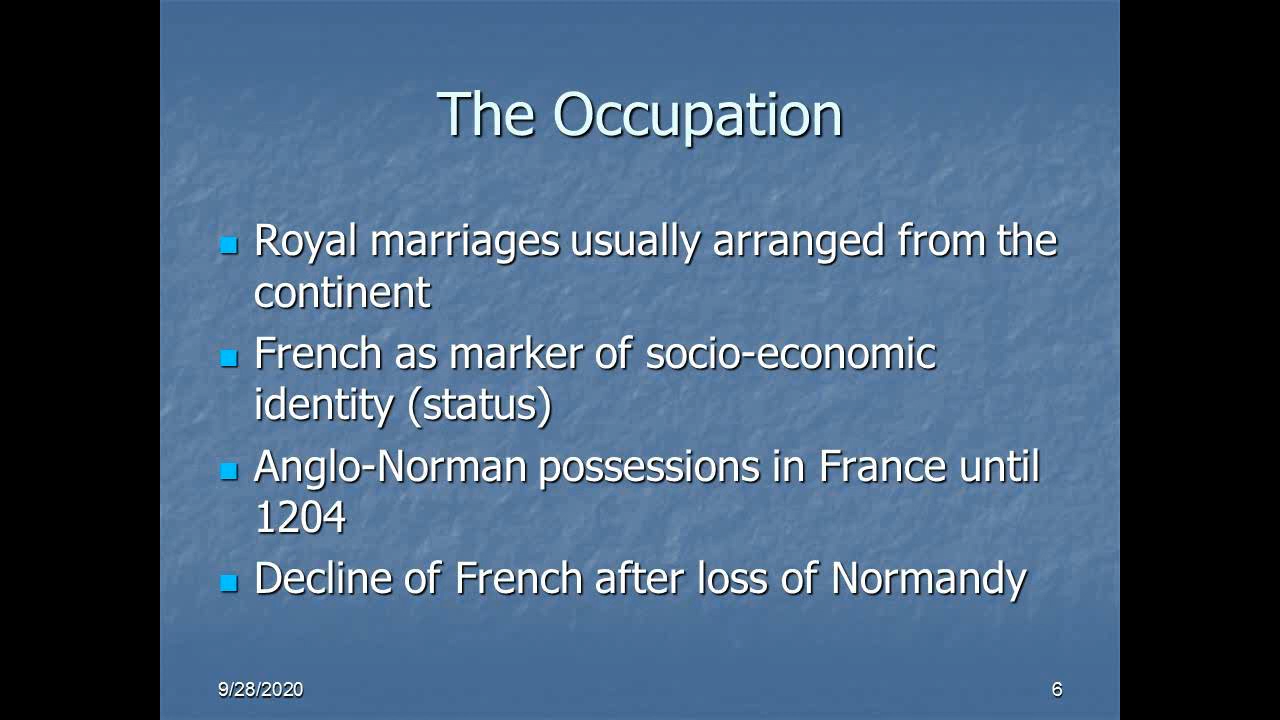 The Occupation
Royal marriages usually arranged from the
continent
French as marker of socio-economic
identity (status)
Anglo-Norman possessions in France until
1204
Decline of French after loss of Normandy
9/28/2020
6